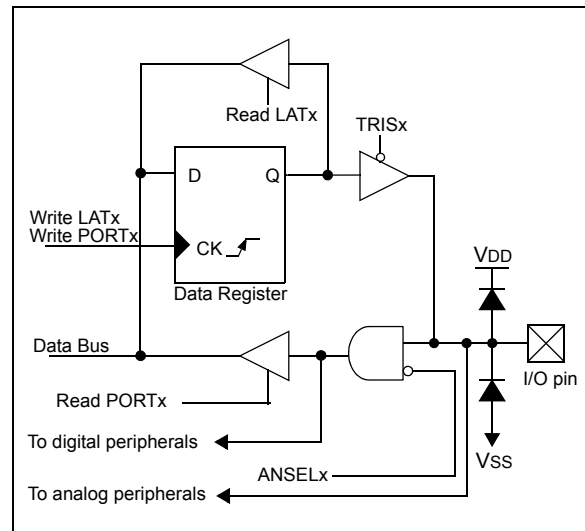 Read LATx
TRISx
D
Q
Write LATx
Write PORTx
CK
Data Register
VDD
Data Bus
I/O pin
Read PORTx
To digital peripherals
ANSELx
VSS
To analog peripherals